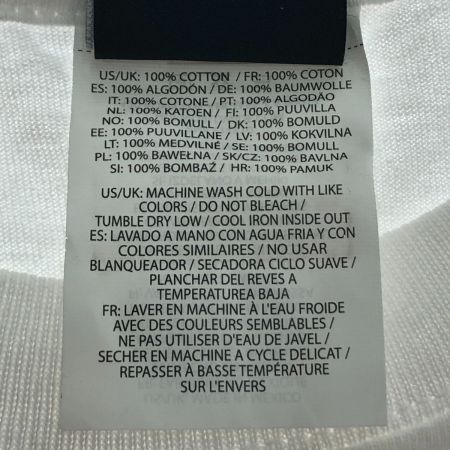 US/UK: 100% COTTON / FR: 100% COTON
ES: 100% ALGODÓN / DE: 100% BAUMWOLLE
IT: 100% COTONE / PT: 100% ALGODÃO
NL: 100% KATOEN / FI: 100% PUUVILLA
NO: 100% BOMULL / DK: 100% BOMULD
EE: 100% PUUVILLANE / LV: 100% KOKVILNA
LT: 100% MEDVILNĖ / SE: 100% BOMULL
PL: 100% BAWEŁNA / SK/CZ: 100% BAVLNA
SI: 100% BOMBAŽ / HR: 100% PAMUK
US/UK: MACHINE WASH COLD WITH LIKE
COLORS / DO NOT BLEACH /
TUMBLE DRY LOW / COOL IRON INSIDE OUT
ES: LAVADO A MANO CON AGUA FRIA Y CON
COLORES SIMILAIRES / NO USAR
BLANQUEADOR / SECADORA CICLO SUAVE /
PLANCHAR DEL REVES A
TEMPERATUREA BAJA
FR: LAVER EN MACHINE À L'EAU FROIDE
AVEC DES COULEURS SEMBLABLES /
NE PAS UTILISER D'EAU DE JAVEL /
SECHER EN MACHINE A CYCLE DELICAT /
REPASSER À BASSE TEMPÉRATURE
SUR L'ENVERS